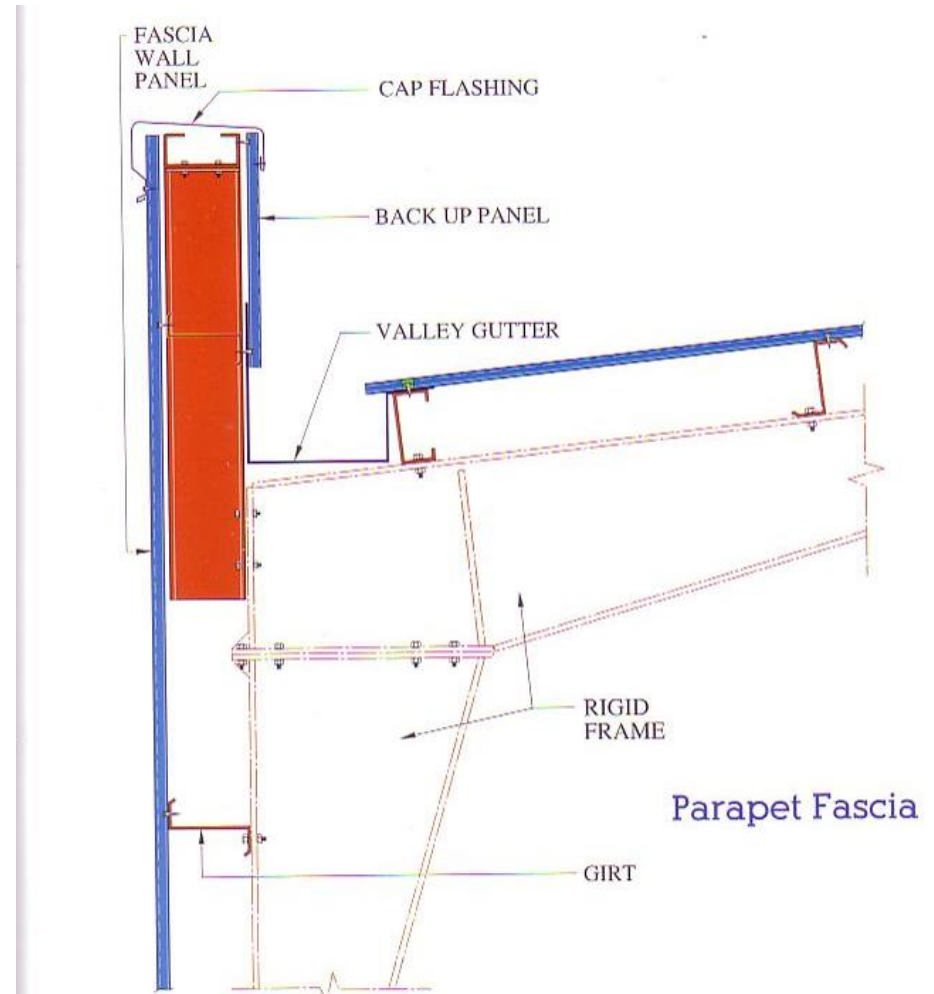 FASCIA
WALL
PANEL
CAP FLASHING
BACK UP PANEL
VALLEY GUTTER
RIGID
FRAME
Parapet Fascia
GIRT